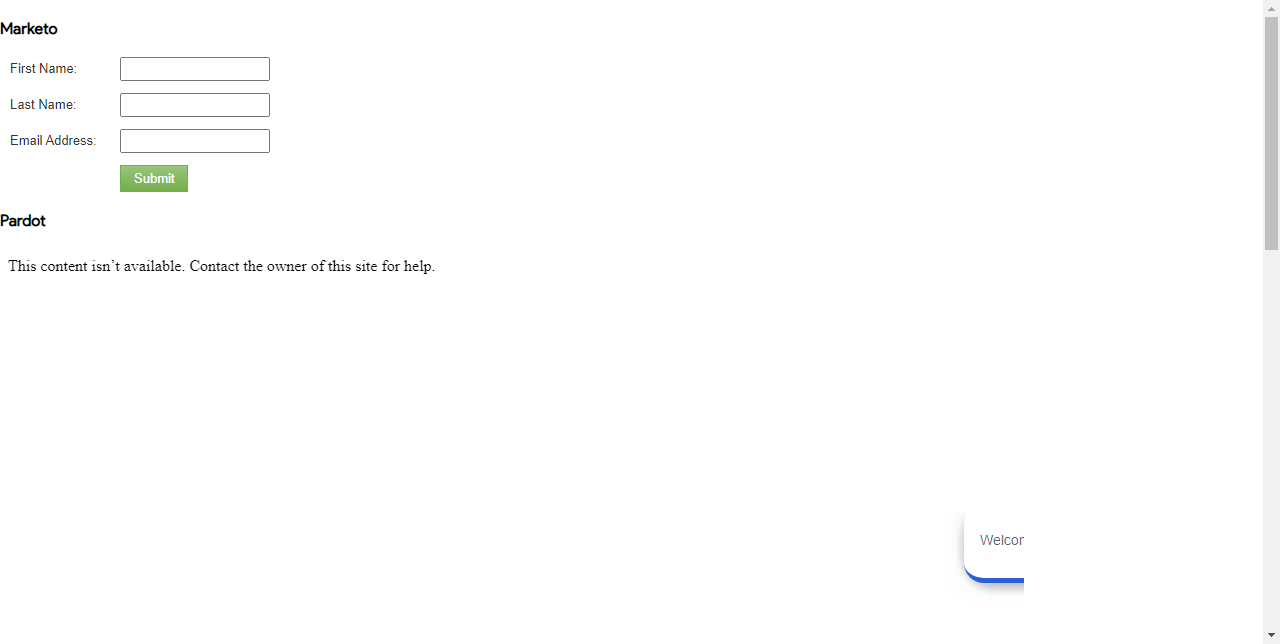 Marketo
First Name:
Last Name:
Email Address:
Submit
Pardot
This content isn’t available. Contact the owner of this site for help.